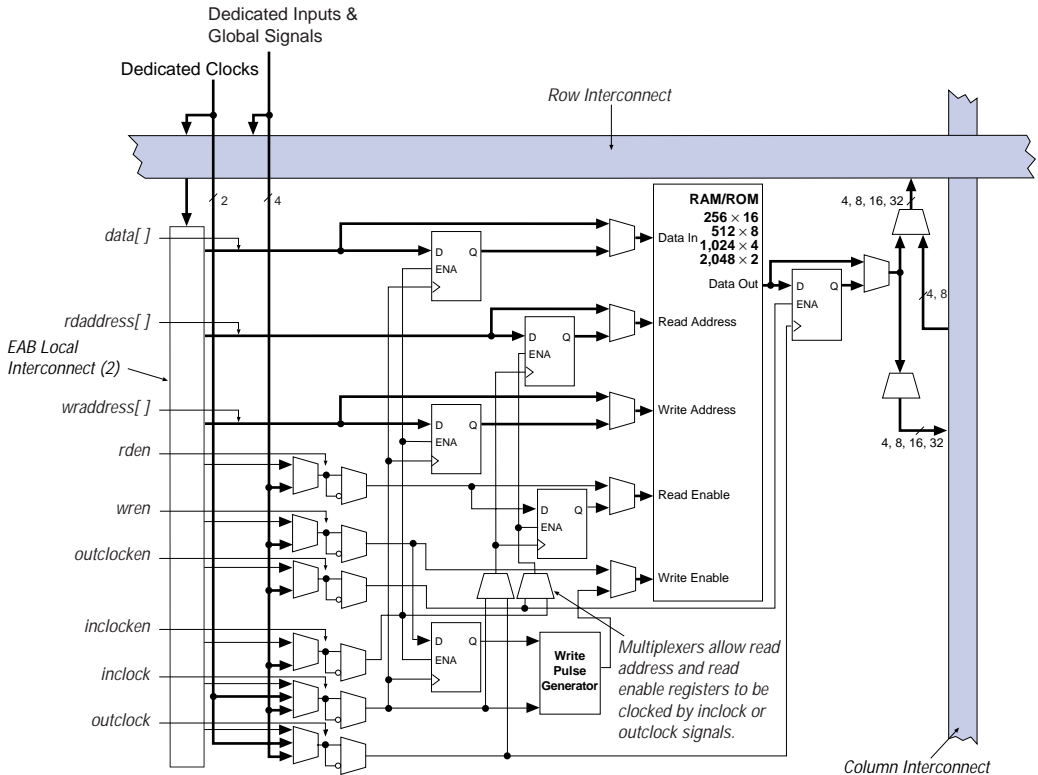 Dedicated Inputs &
Global Signals
Dedicated Clocks
Row Interconnect
2
4
4, 8, 16, 32
RAM/ROM
256 × 16
512 × 8
1,024 × 4
2,048 × 2
data[ ]
D
Q
ENA
Data In
Data Out
D
Q
ENA
4, 8
rdaddress[ ]
D
Q
ENA
Read Address
EAB Local
Interconnect (2)
wraddress[ ]
D
Q
ENA
Write Address
4, 8, 16, 32
rden
D
Q
ENA
Read Enable
wren
outclocken
Write Enable
inclocken
D
Q
ENA
Write
Pulse
Generator
Multiplexers allow read
address and read
enable registers to be
clocked by inclock or
outclock signals.
inclock
outclock
Column Interconnect